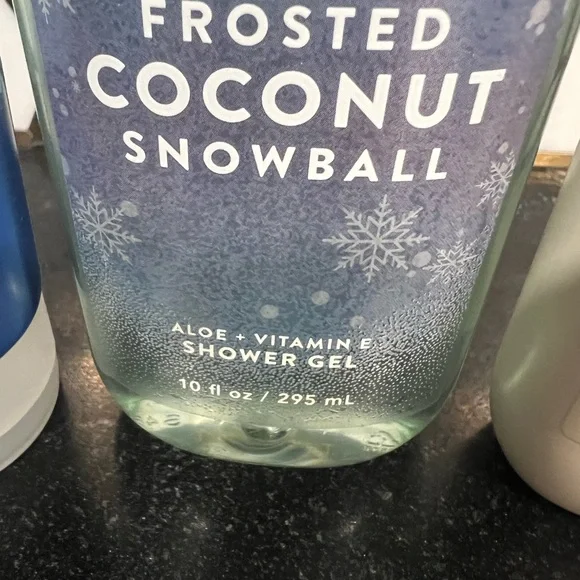 FROSTED
COCONUT
SNOWBALL
ALOE + VITAMIN E
SHOWER GEL
10 fl oz / 295 mL